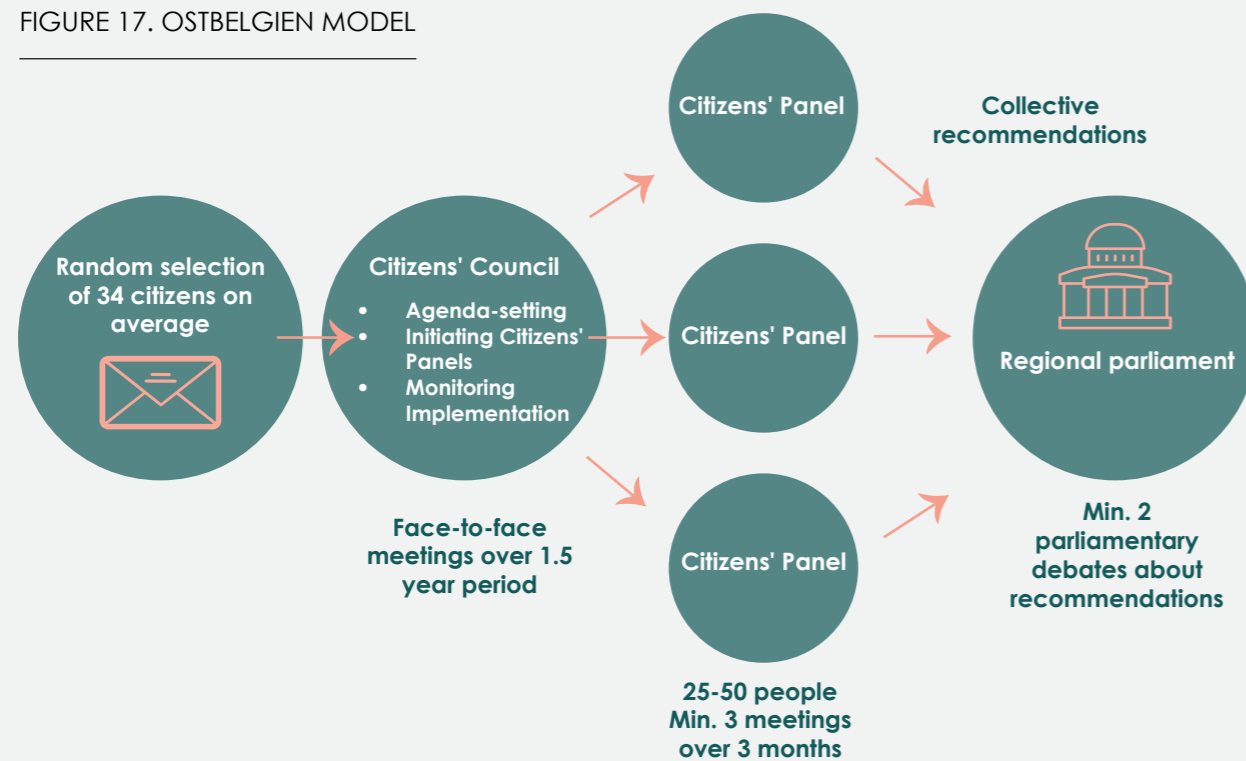 FIGURE 17. OSTBELGIEN MODEL
Random selection
of 34 citizens on
average
Citizens' Council
• Agenda-setting
• Initiating Citizens'
Panels
• Monitoring
Implementation
Face-to-face
meetings over 1.5
year period
Citizens' Panel
Citizens' Panel
Citizens' Panel
25-50 people
Min. 3 meetings
over 3 months
Collective
recommendations
Regional parliament
Min. 2
parliamentary
debates about
recommendations